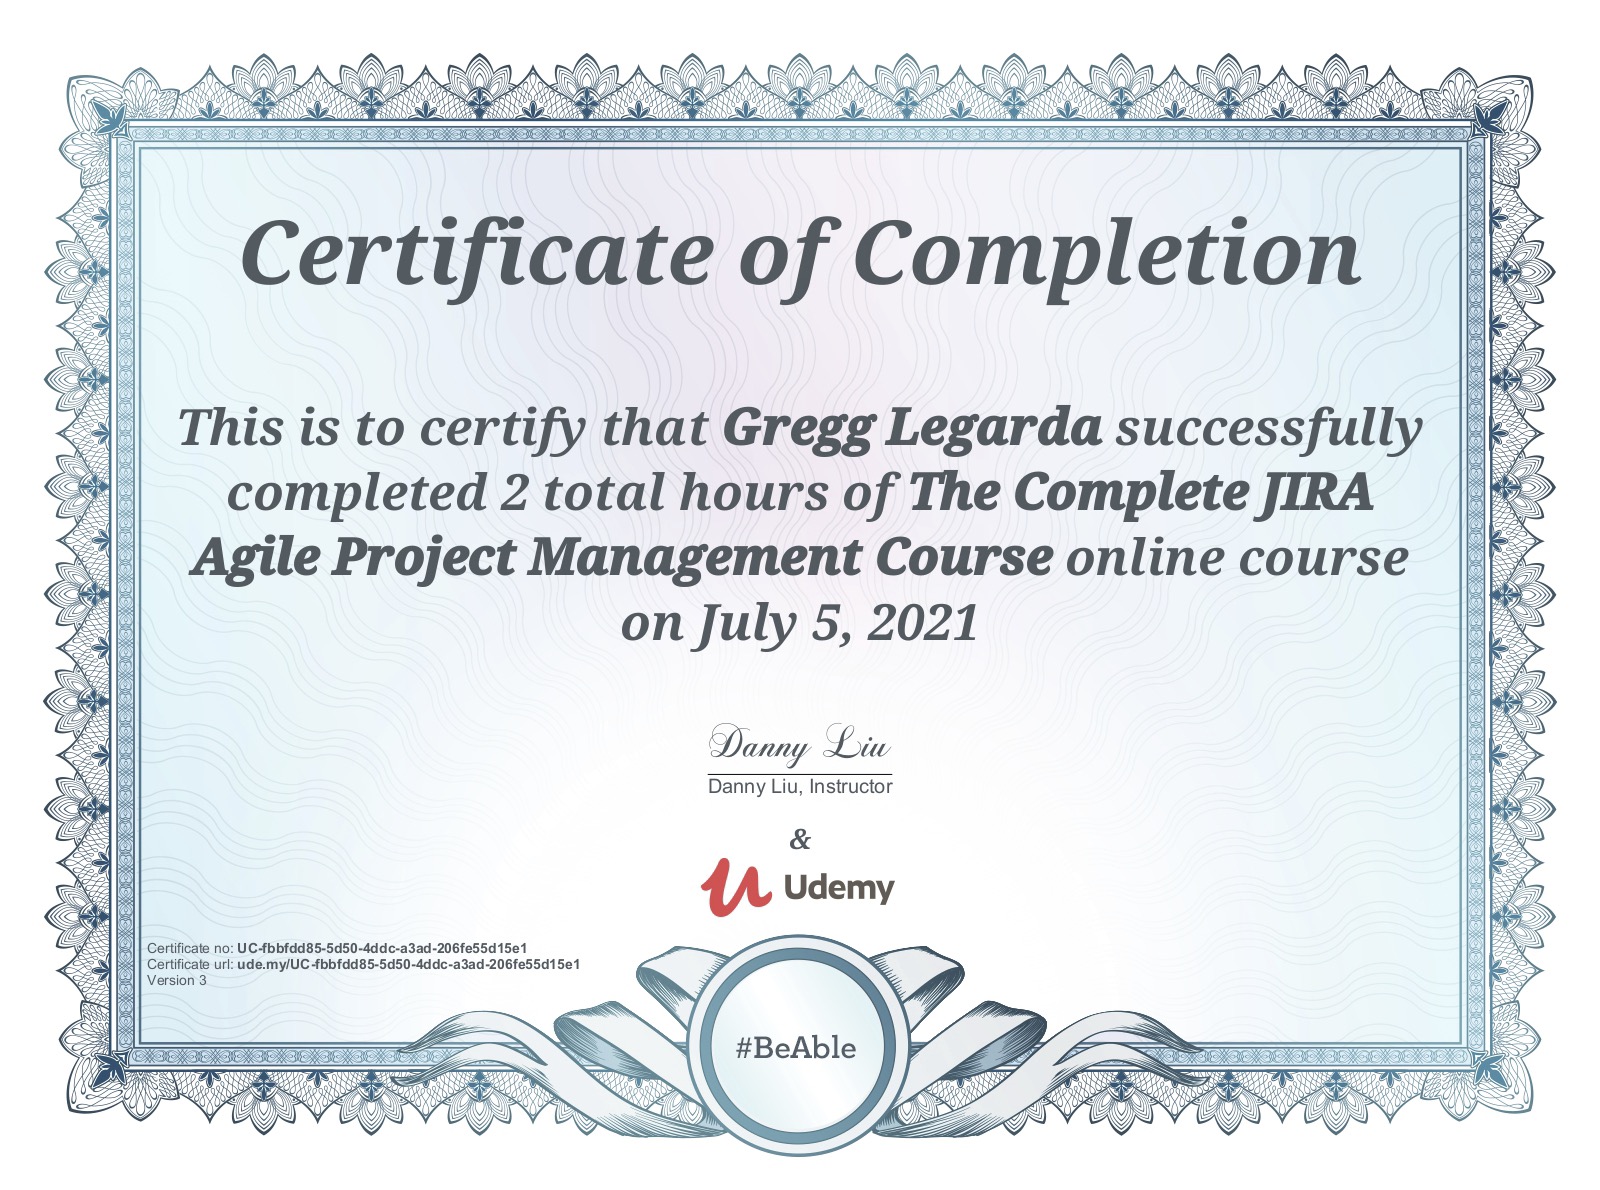 Certificate of Completion
This is to certify that Gregg Legarda successfully
completed 2 total hours of The Complete JIRA
Agile Project Management Course online course
on July 5, 2021
Danny Liu
Danny Liu, Instructor
&
Udemy
Certificate no: UC-fbbfdd85-5d50-4ddc-a3ad-206fe55d15e1
Certificate url: ude.my/UC-fbbfdd85-5d50-4ddc-a3ad-206fe55d15e1
Version 3
#BeAble